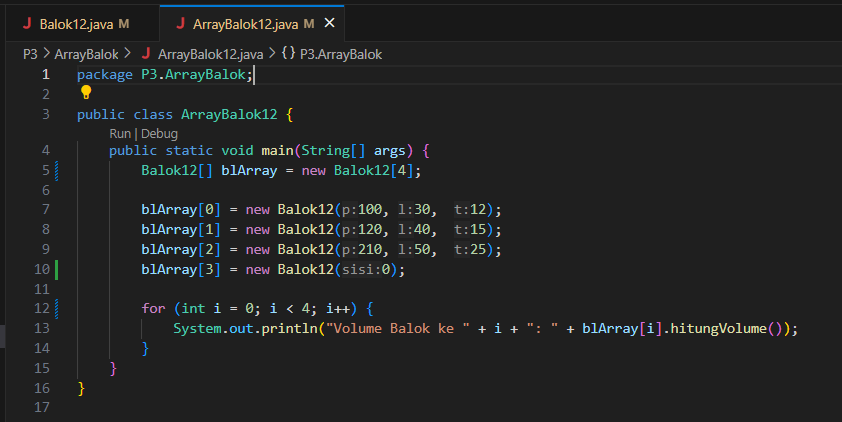 J Balok12.java M
J ArrayBalok12.java M ×
P3 > ArrayBalok > J ArrayBalok12.java > {} P3.ArrayBalok
1 package P3.ArrayBalok;
2
3 public class ArrayBalok12 {
Run | Debug
4 public static void main(String[] args) {
5 Balok12[] blArray = new Balok12[4];
6
7 blArray[0] = new Balok12(p:100, l:30, t:12);
8 blArray[1] = new Balok12(p:120, l:40, t:15);
9 blArray[2] = new Balok12(p:210, l:50, t:25);
10 blArray[3] = new Balok12(sisi:0);
11
12 for (int i = 0; i < 4; i++) {
13 System.out.println("Volume Balok ke " + i + ": " + blArray[i].hitungVolume());
14 }
15 }
16 }
17